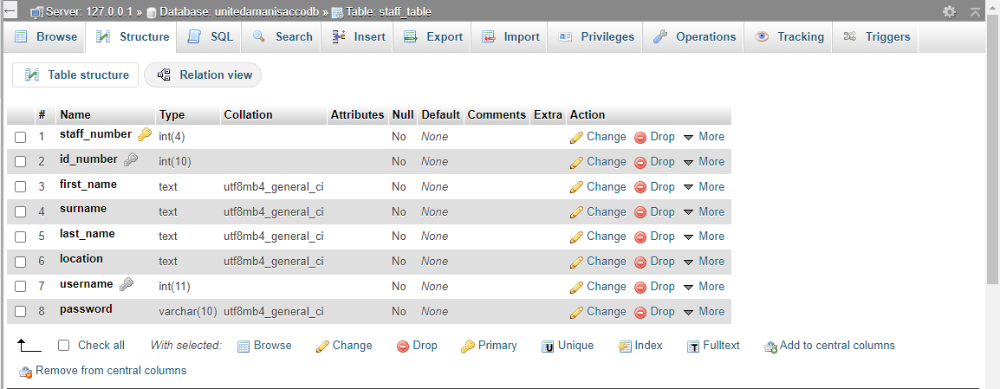 Server: 127.0.0.1 » Database: unitedamanisaccodb » Table: staff_table
Browse Structure SQL Search Insert Export Import Privileges Operations Tracking Triggers
Table structure Relation view
# Name Type Collation Attributes Null Default Comments Extra Action
1 staff_number int(4) No None Change Drop More
2 id_number int(10) No None Change Drop More
3 first_name text utf8mb4_general_ci No None Change Drop More
4 surname text utf8mb4_general_ci No None Change Drop More
5 last_name text utf8mb4_general_ci No None Change Drop More
6 location text utf8mb4_general_ci No None Change Drop More
7 username int(11) No None Change Drop More
8 password varchar(10) utf8mb4_general_ci No None Change Drop More
Check all With selected: Browse Change Drop Primary U Unique Index T Fulltext Add to central columns
Remove from central columns